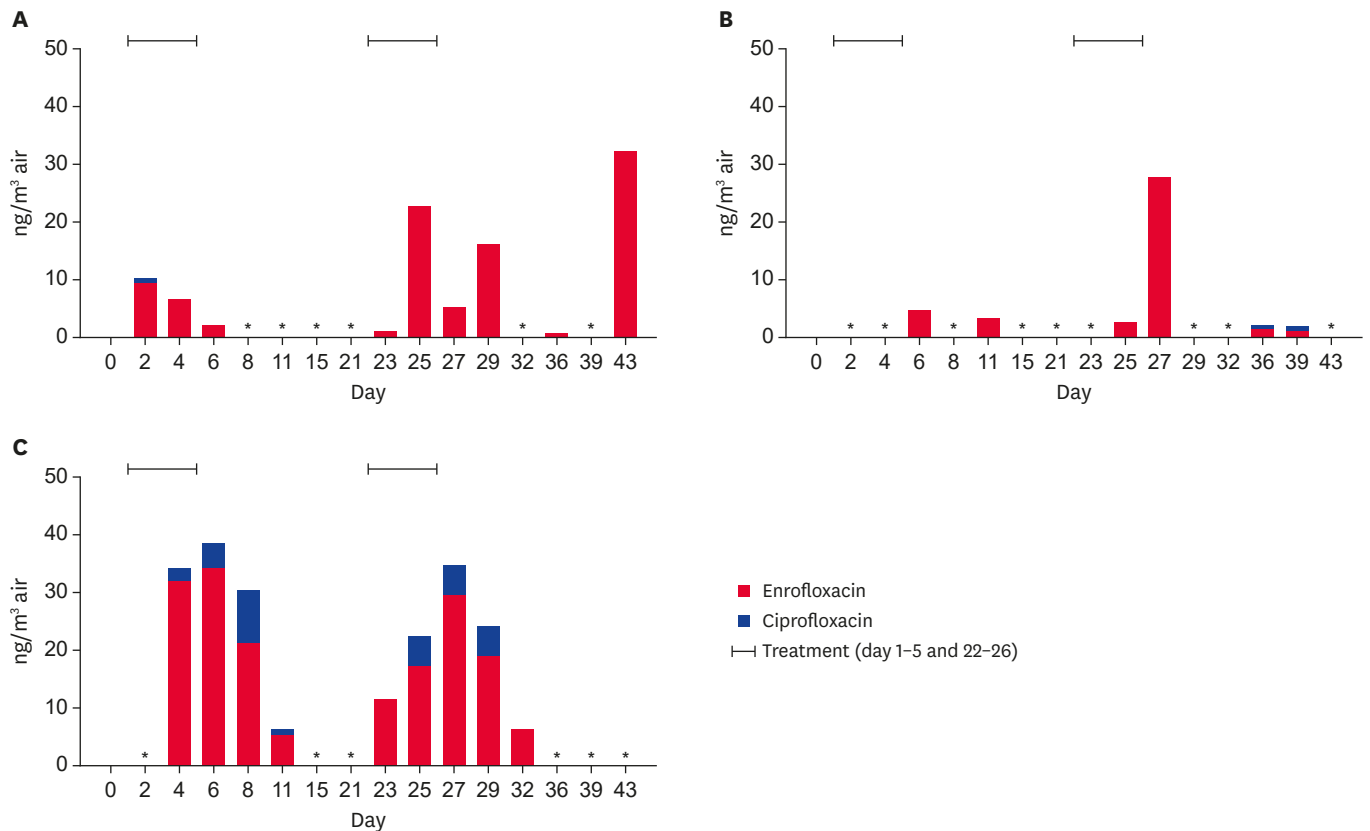 A
50
40
30
20
10
0
ng/m³ air
* * * * * *
0 2 4 6 8 11 15 21 23 25 27 29 32 36 39 43
Day
B
50
40
30
20
10
0
ng/m³ air
* * * * * * * * *
0 2 4 6 8 11 15 21 23 25 27 29 32 36 39 43
Day
C
50
40
30
20
10
0
ng/m³ air
* * * * * *
0 2 4 6 8 11 15 21 23 25 27 29 32 36 39 43
Day
Enrofloxacin
Ciprofloxacin
Treatment (day 1–5 and 22–26)